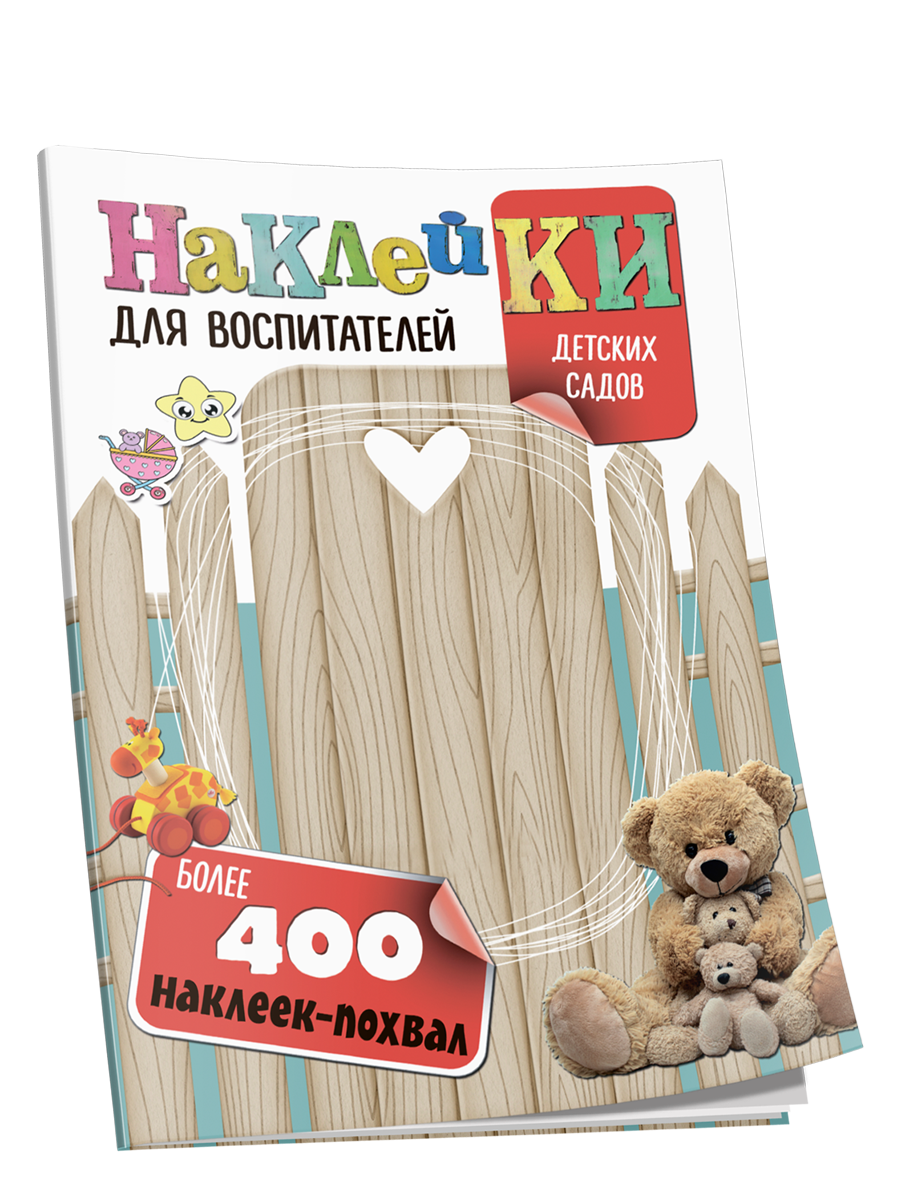 Наклейки
ДЛЯ ВОСПИТАТЕЛЕЙ
ДЕТСКИХ
САДОВ
БОЛЕЕ
400
наклеек-похвал